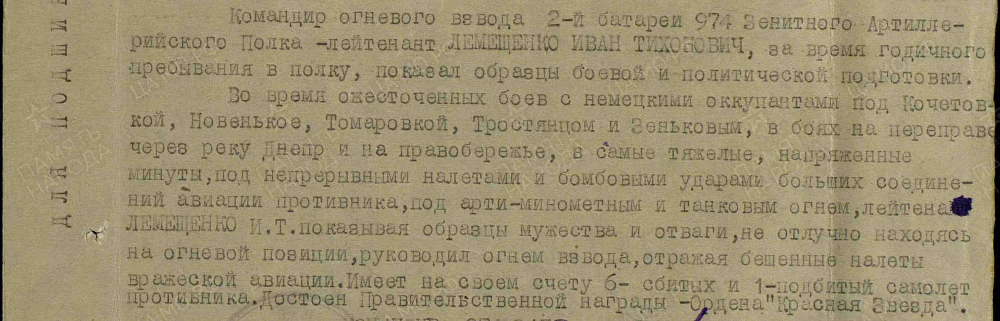 Командир огневого взвода 2-й батареи 974 Зенитного Артилле-
рийского Полка -лейтенант ЛЕМЕЩЕНКО ИВАН ТИХОНОВИЧ, за время годичного
пребывания в полку, показал образцы боевой и политической подготовки.
Во время ожесточенных боев с немецкими оккупантами под Кочетов-
кой, Новенькое, Томаровкой, Тростянцом и Зеньковым, в боях на переправе
через реку Днепр и на правобережье, в самые тяжелые, напряженные
минуты,под непрерывными налетами и бомбовыми ударами больших соедине-
ний авиации противника,под арти-минометным и танковым огнем,лейтена
ЛЕМЕЩЕНКО И.Т.показывая образцы мужества и отваги,не отлучно находясь
на огневой позиции,руководил огнем взвода,отражая бешенные налеты
вражеской авиации.Имеет на своем счету 6- сбитых и 1-подбитый самолет
противника.Достоен Правительственной награды -Ордена"Красная Звезда".
ДЛЯ ПОДШИ
ПАМЯТЬ НАРОДА